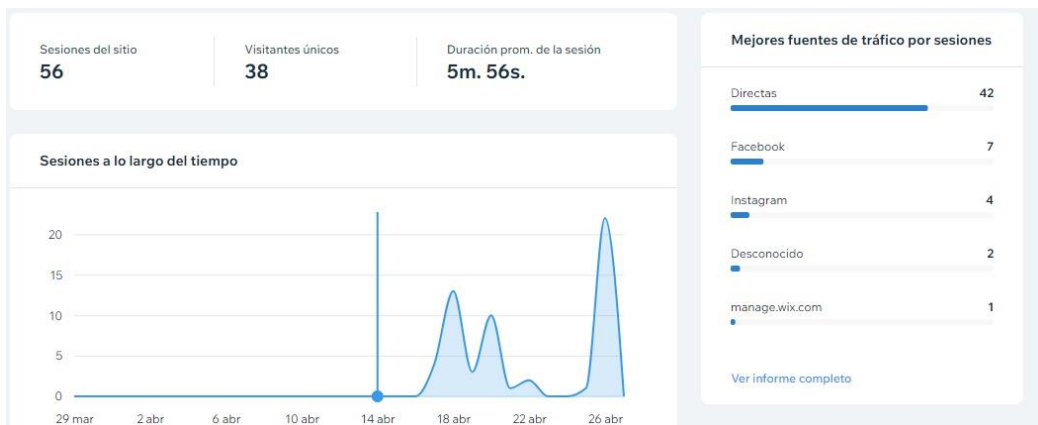 Sesiones del sitio
56
Visitantes únicos
38
Duración prom. de la sesión
5m. 56s.
Sesiones a lo largo del tiempo
20
15
10
5
0
29 mar
2 abr
6 abr
10 abr
14 abr
18 abr
22 abr
26 abr
Mejores fuentes de tráfico por sesiones
Directas 42
Facebook 7
Instagram 4
Desconocido 2
manage.wix.com 1
Ver informe completo